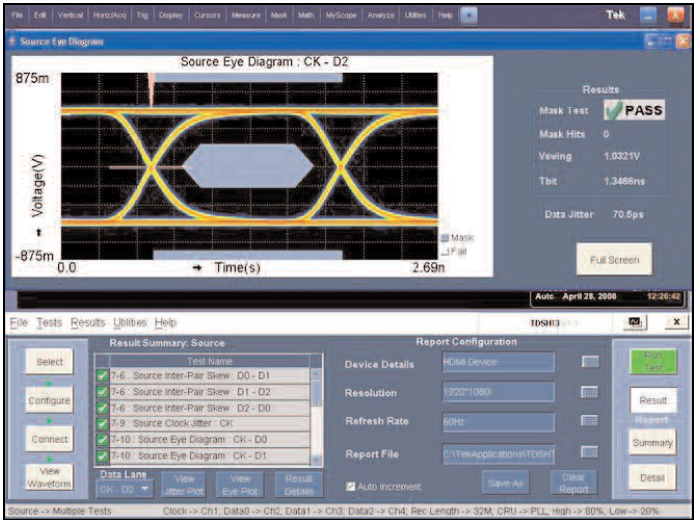 File Edit Vertical Horiz/Acq Trig Display Cursors Measure Mask Math MyScope Analyze Utilities Help Tek
Source Eye Diagram
Source Eye Diagram : CK - D2
875m
Voltage(V)
-875m
0.0
Time(s)
2.69n
Mask
Fail
Results
Mask Test PASS
Mask Hits 0
Vswing 1.0321V
Tbit 1.3468ns
Data Jitter 70.5ps
Full Screen
Auto April 28, 2008 12:26:42
File Tests Results Utilities Help TDSHT3
Select
Configure
Connect
View Waveform
Result Summary: Source
Test Name
7-6 : Source Inter-Pair Skew : D0 - D1
7-6 : Source Inter-Pair Skew : D1 - D2
7-6 : Source Inter-Pair Skew : D2 - D0
7-9 : Source Clock Jitter : CK
7-10 : Source Eye Diagram : CK - D0
7-10 : Source Eye Diagram : CK - D1
Data Lane
CK - D2
View Jitter Plot
View Eye Plot
Result Details
Report Configuration
Device Details HDMI Device
Resolution 1920*1080i
Refresh Rate 60Hz
Report File C:\TekApplications\TDSHT
Auto Increment
Save As
Clear Report
Run Test
Result
Report
Summary
Detail
Source -> Multiple Tests Clock -> Ch1, Data0 -> Ch2, Data1 -> Ch3, Data2 -> Ch4, Rec Length -> 32M, CRU -> PLL, High -> 80%, Low -> 20%